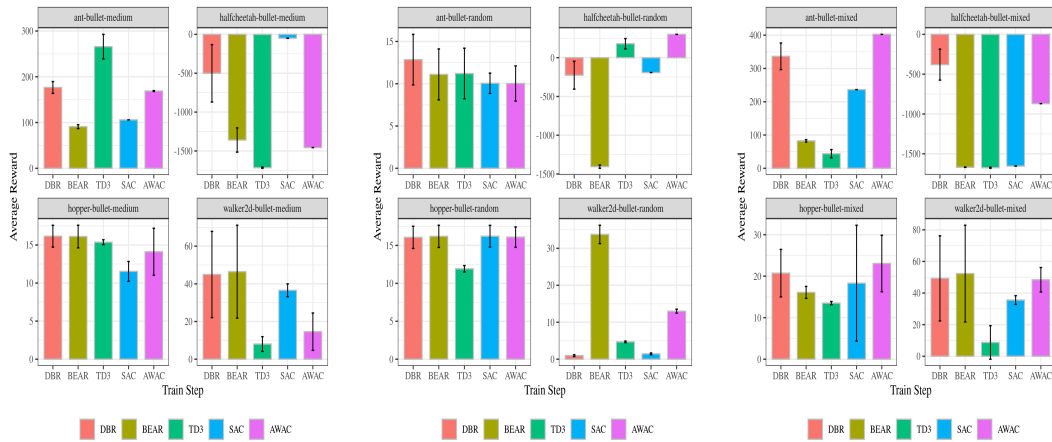 ant-bullet-medium halfcheetah-bullet-medium
300
200
100
0
0
-500
-1000
-1500
DBR BEAR TD3 SAC AWAC DBR BEAR TD3 SAC AWAC
hopper-bullet-medium walker2d-bullet-medium
15
10
5
0
60
40
20
0
DBR BEAR TD3 SAC AWAC DBR BEAR TD3 SAC AWAC
Average Reward
Train Step
DBR BEAR TD3 SAC AWAC
ant-bullet-random halfcheetah-bullet-random
15
10
5
0
0
-500
-1000
-1500
DBR BEAR TD3 SAC AWAC DBR BEAR TD3 SAC AWAC
hopper-bullet-random walker2d-bullet-random
15
10
5
0
30
20
10
0
DBR BEAR TD3 SAC AWAC DBR BEAR TD3 SAC AWAC
Average Reward
Train Step
DBR BEAR TD3 SAC AWAC
ant-bullet-mixed halfcheetah-bullet-mixed
400
300
200
100
0
0
-500
-1000
-1500
DBR BEAR TD3 SAC AWAC DBR BEAR TD3 SAC AWAC
hopper-bullet-mixed walker2d-bullet-mixed
30
20
10
0
80
60
40
20
0
DBR BEAR TD3 SAC AWAC DBR BEAR TD3 SAC AWAC
Average Reward
Train Step
DBR BEAR TD3 SAC AWAC